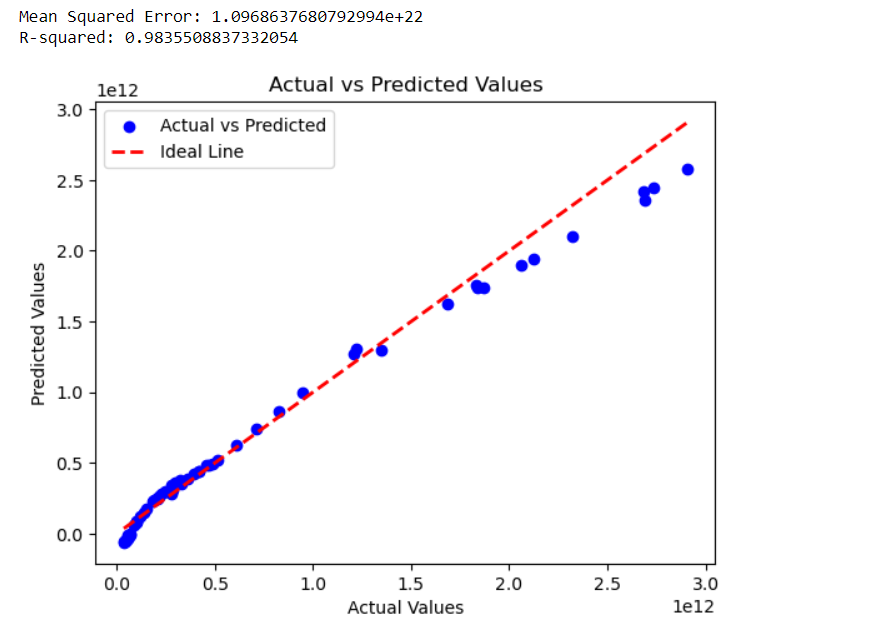 Mean Squared Error: 1.0968637680792994e+22
R-squared: 0.9835508837332054
Actual vs Predicted Values
1e12
3.0
Actual vs Predicted
Ideal Line
2.5
2.0
1.5
1.0
0.5
0.0
Predicted Values
0.0 0.5 1.0 1.5 2.0 2.5 3.0
Actual Values
1e12